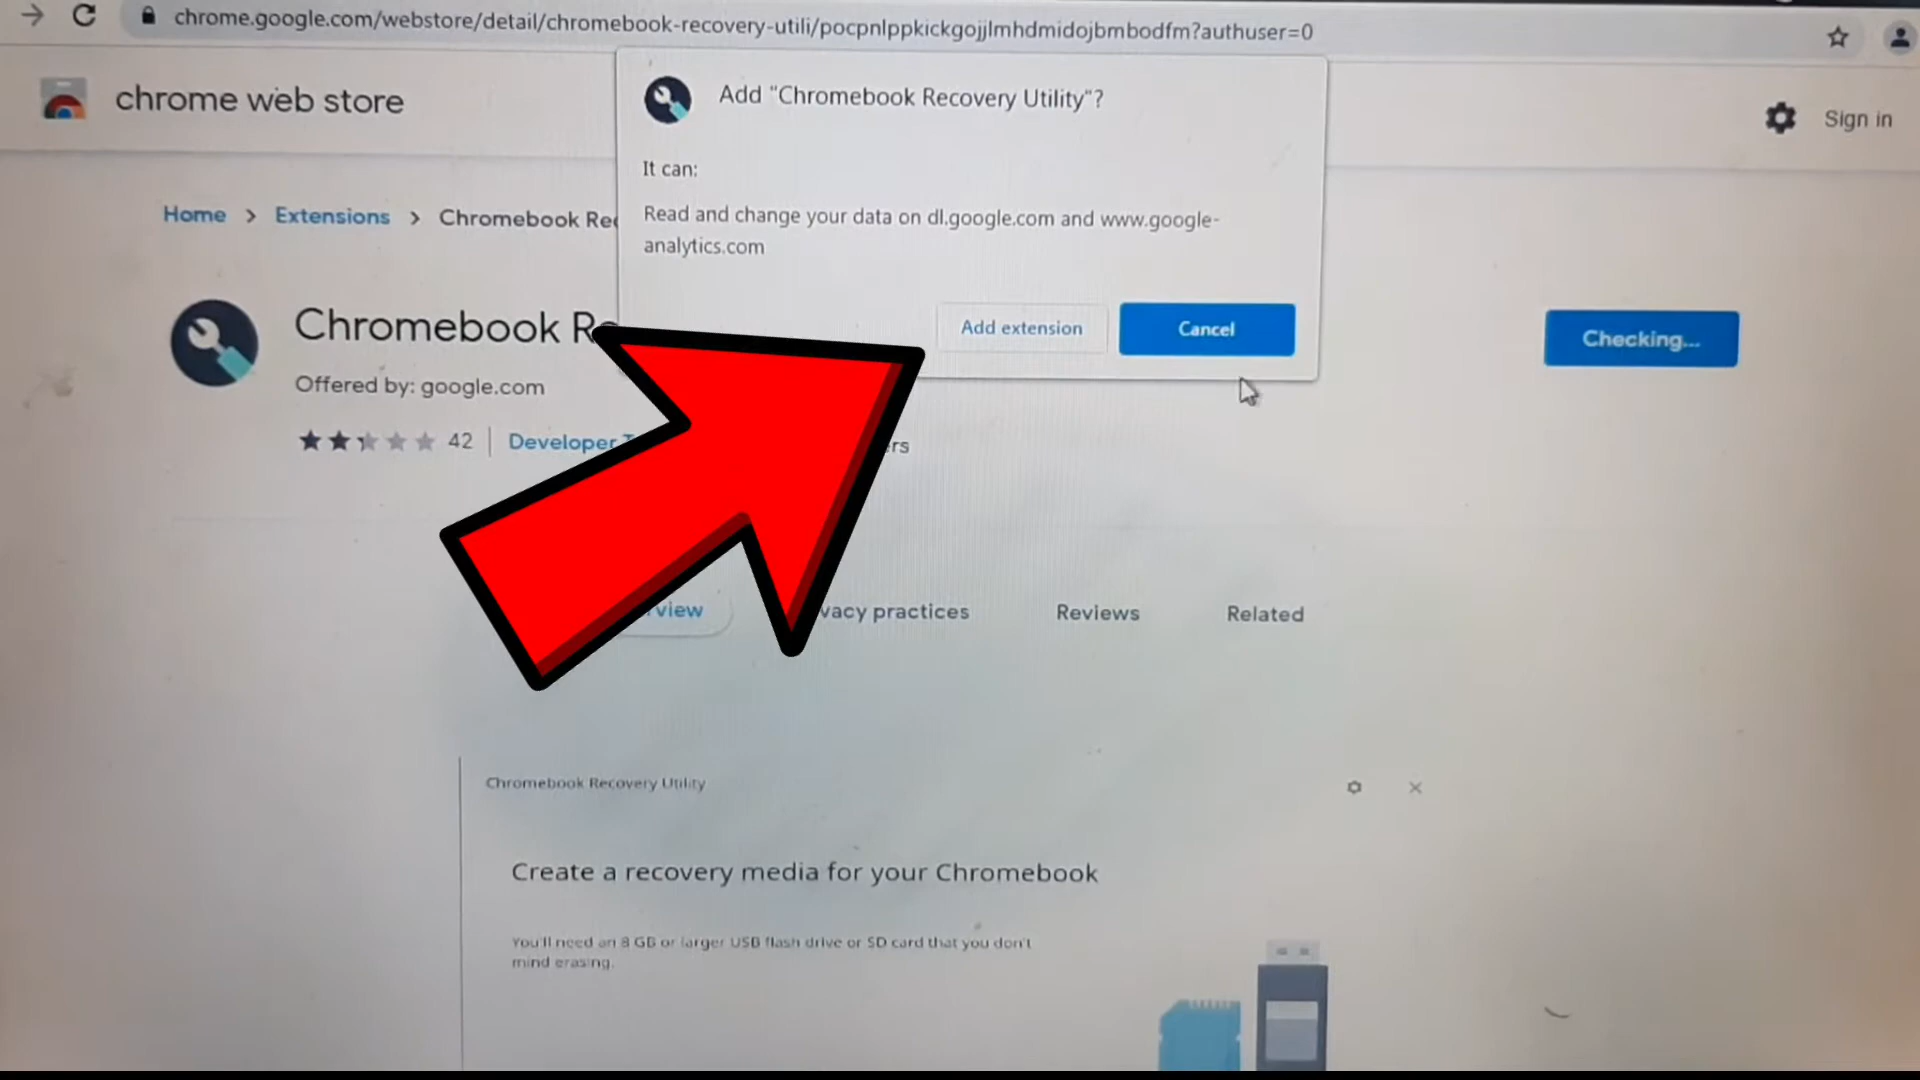 chrome.google.com/webstore/detail/chromebook-recovery-utili/pocpnlppkickgojjlmhdmidojbmbodfm?authuser=0
chrome web store
Sign in
Add "Chromebook Recovery Utility"?
It can:
Read and change your data on dl.google.com and www.google-
analytics.com
Add extension
Cancel
Home > Extensions > Chromebook Rec
Chromebook Re
Checking...
Offered by: google.com
42
Developer
rs
view
vacy practices
Reviews
Related
Chromebook Recovery Utility
Create a recovery media for your Chromebook
You'll need an 8 GB or larger USB flash drive or SD card that you don't
mind erasing.